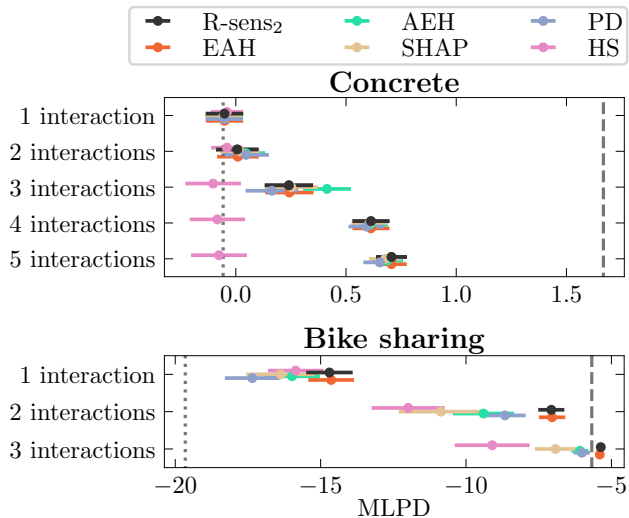 R-sens₂ AEH PD
EAH SHAP HS
Concrete
1 interaction
2 interactions
3 interactions
4 interactions
5 interactions
0.0 0.5 1.0 1.5
Bike sharing
1 interaction
2 interactions
3 interactions
−20 −15 −10 −5
MLPD